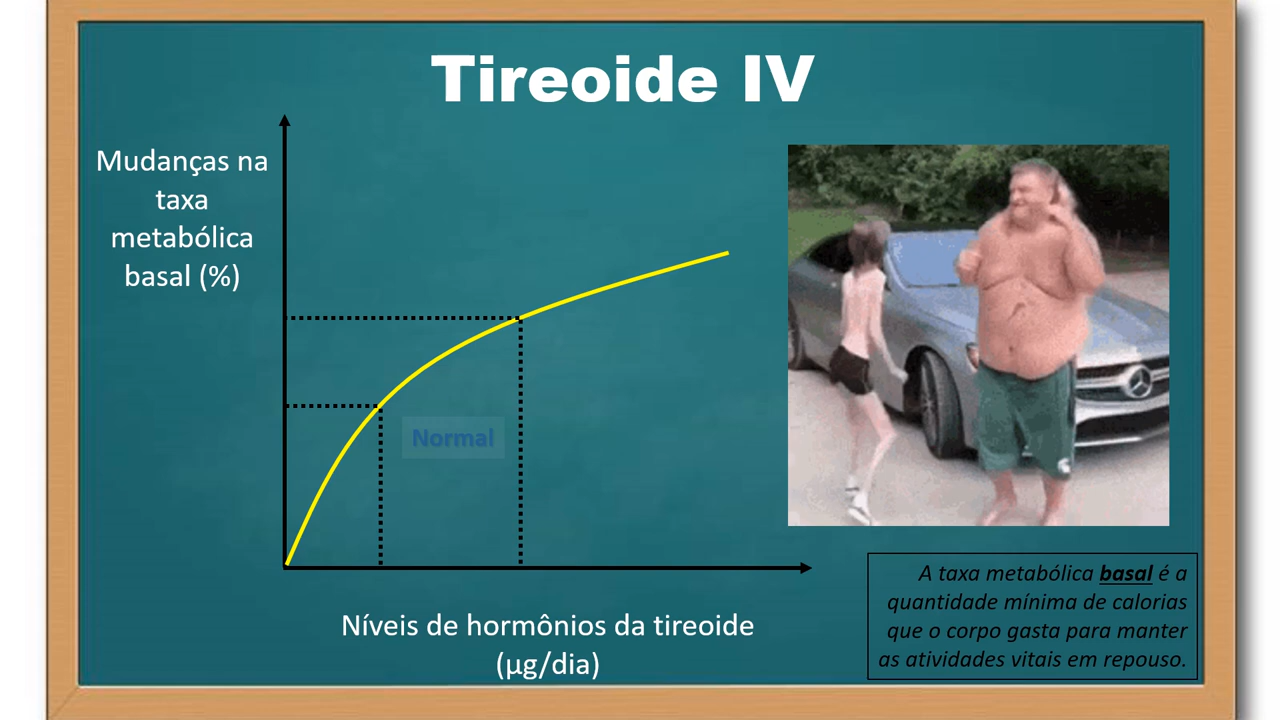 Tireoide IV
Mudanças na
taxa
metabólica
basal (%)
Normal
Níveis de hormônios da tireoide
(µg/dia)
A taxa metabólica basal é a
quantidade mínima de calorias
que o corpo gasta para manter
as atividades vitais em repouso.